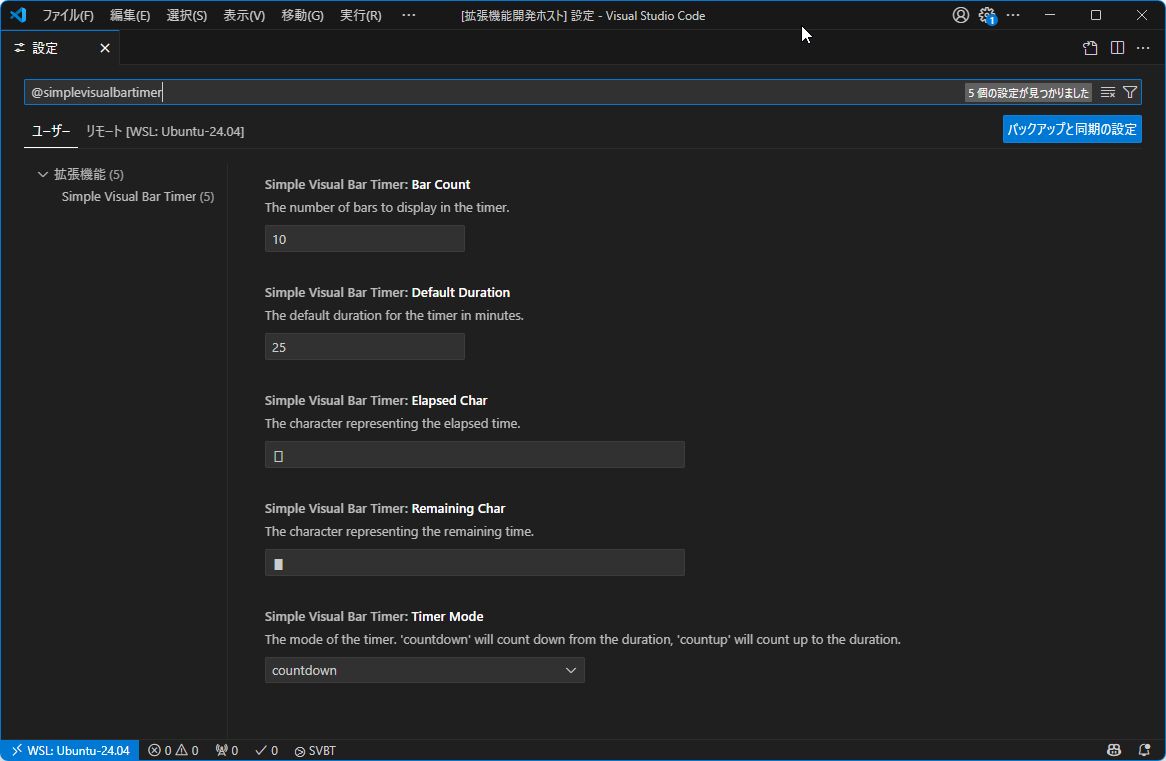 ファイル(F) 編集(E) 選択(S) 表示(V) 移動(G) 実行(R) ··· [拡張機能開発ホスト] 設定 - Visual Studio Code 1 ···
設定
@simplevisualbartimer 5 個の設定が見つかりました
ユーザー リモート [WSL: Ubuntu-24.04] バックアップと同期の設定
拡張機能 (5)
Simple Visual Bar Timer (5)
Simple Visual Bar Timer: Bar Count
The number of bars to display in the timer.
10
Simple Visual Bar Timer: Default Duration
The default duration for the timer in minutes.
25
Simple Visual Bar Timer: Elapsed Char
The character representing the elapsed time.
▯
Simple Visual Bar Timer: Remaining Char
The character representing the remaining time.
▮
Simple Visual Bar Timer: Timer Mode
The mode of the timer. 'countdown' will count down from the duration, 'countup' will count up to the duration.
countdown
WSL: Ubuntu-24.04 0 0 0 0 SVBT